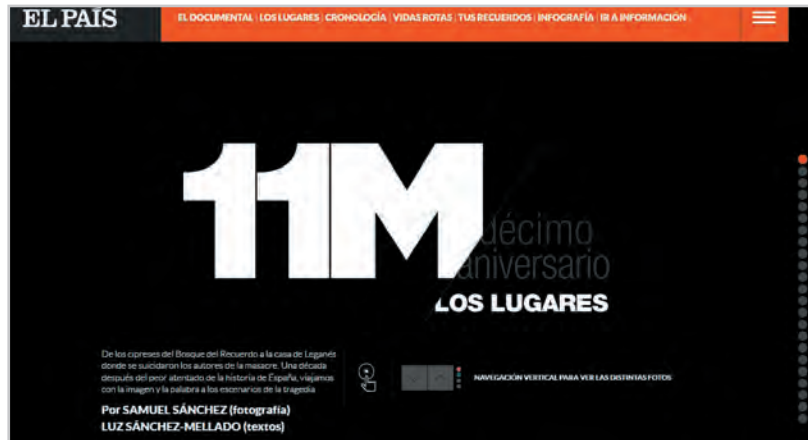 EL PAÍS
EL DOCUMENTAL | LOS LUGARES | CRONOLOGÍA | VIDAS ROTAS | TUS RECUERDOS | INFOGRAFÍA | IR A INFORMACIÓN
11M
décimo
aniversario
LOS LUGARES
De los cipreses del Bosque del Recuerdo a la casa de Leganés
donde se suicidaron los autores de la masacre. Una década
después del peor atentado de la historia de España, viajamos
con la imagen y la palabra a los escenarios de la tragedia
NAVEGACIÓN VERTICAL PARA VER LAS DISTINTAS FOTOS
Por SAMUEL SÁNCHEZ (fotografía)
LUZ SÁNCHEZ-MELLADO (textos)